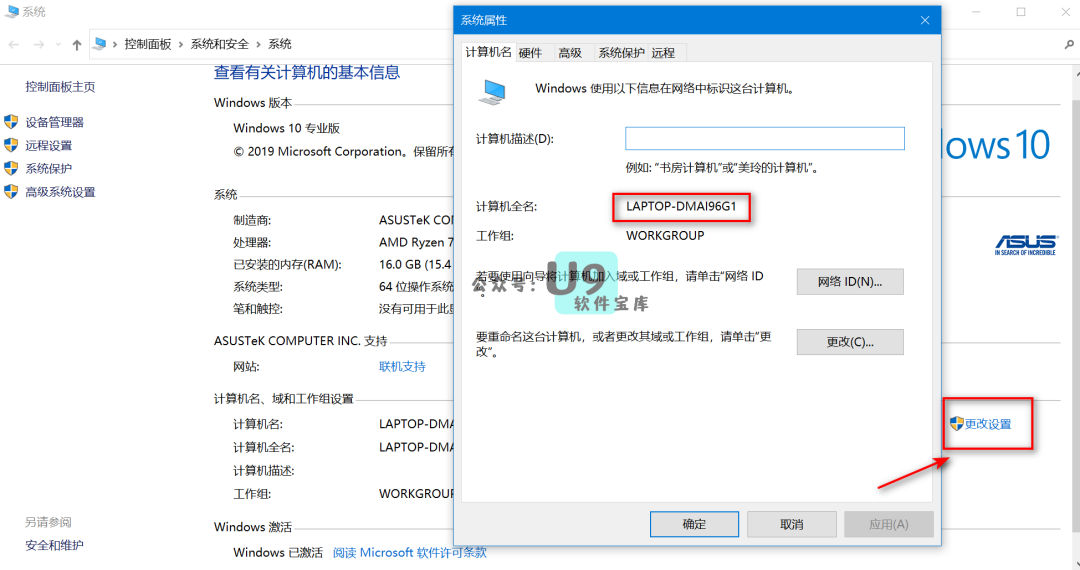 系统
控制面板 系统和安全 系统
控制面板主页
设备管理器
远程设置
系统保护
高级系统设置
另请参阅
安全和维护
查看有关计算机的基本信息
Windows 版本
Windows 10 专业版
© 2019 Microsoft Corporation。保留所有
ows 10
系统
制造商: ASUSTeK CO
处理器: AMD Ryzen 7
已安装的内存(RAM): 16.0 GB (15.4
系统类型: 64 位操作系统
笔和触控: 没有可用于此
ASUS
IN SEARCH OF INCREDIBLE
ASUSTeK COMPUTER INC. 支持
网站: 联机支持
计算机名、域和工作组设置
计算机名: LAPTOP-DMA
计算机全名: LAPTOP-DMA
计算机描述:
工作组: WORKGROUP
更改设置
Windows 激活
Windows 已激活 阅读 Microsoft 软件许可条款
系统属性
计算机名 硬件 高级 系统保护 远程
Windows 使用以下信息在网络中标识这台计算机。
计算机描述(D):
例如: "书房计算机"或"美玲的计算机"。
计算机全名: LAPTOP-DMAI96G1
工作组: WORKGROUP
若要使用向导将计算机加入域或工作组，请单击"网络 ID
"。
网络 ID(N)...
公众号: U9
软件宝库
要重命名这台计算机，或者更改其域或工作组，请单击"更
改"。
更改(C)...
确定 取消 应用(A)